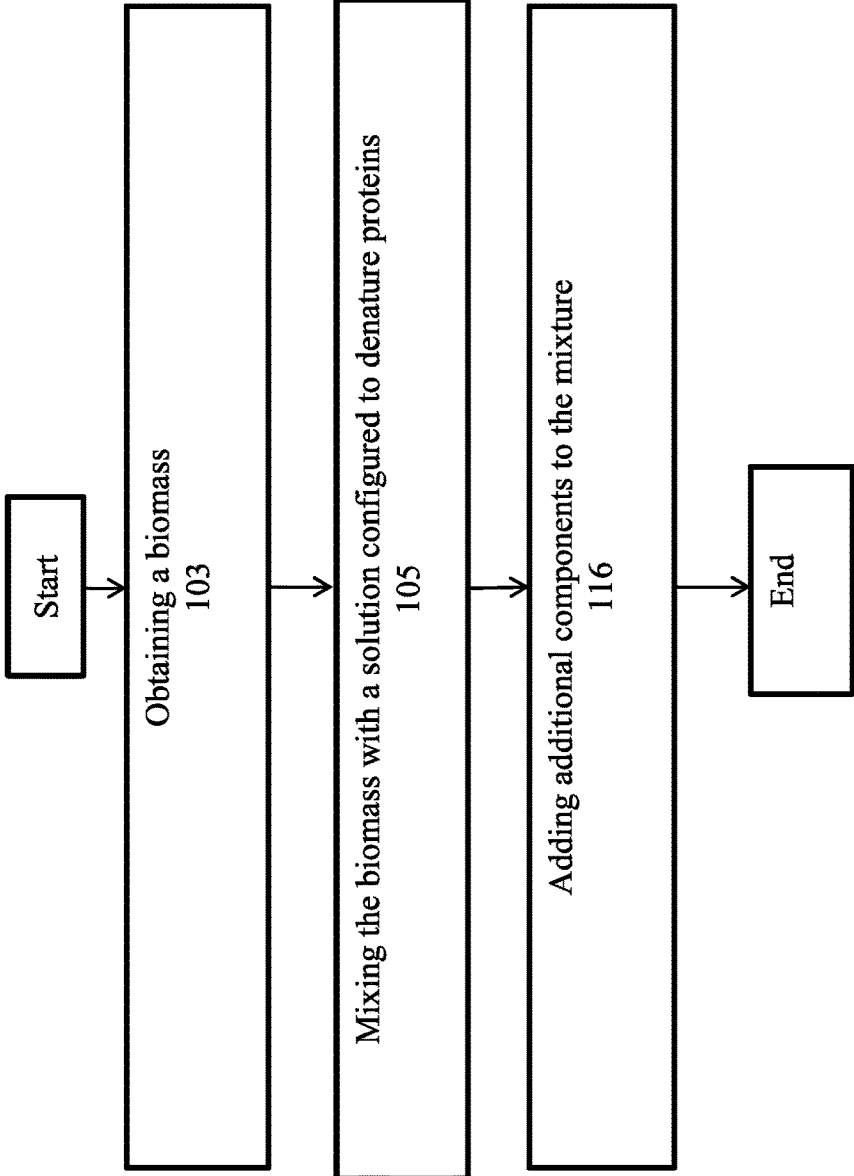 Start
Obtaining a biomass
103
Mixing the biomass with a solution configured to denature proteins
105
Adding additional components to the mixture
116
End